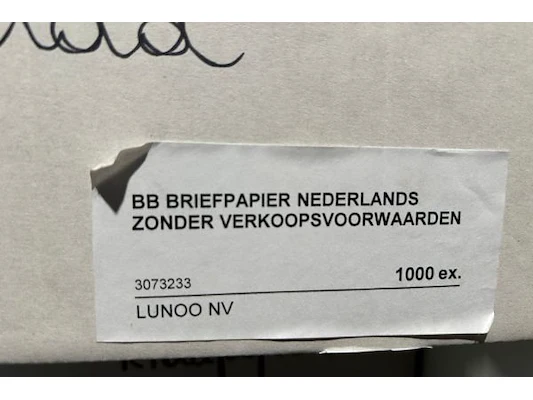 BB BRIEFPAPIER NEDERLANDS
ZONDER VERKOOPSVOORWAARDEN
3073233 1000 ex.
LUNOO NV